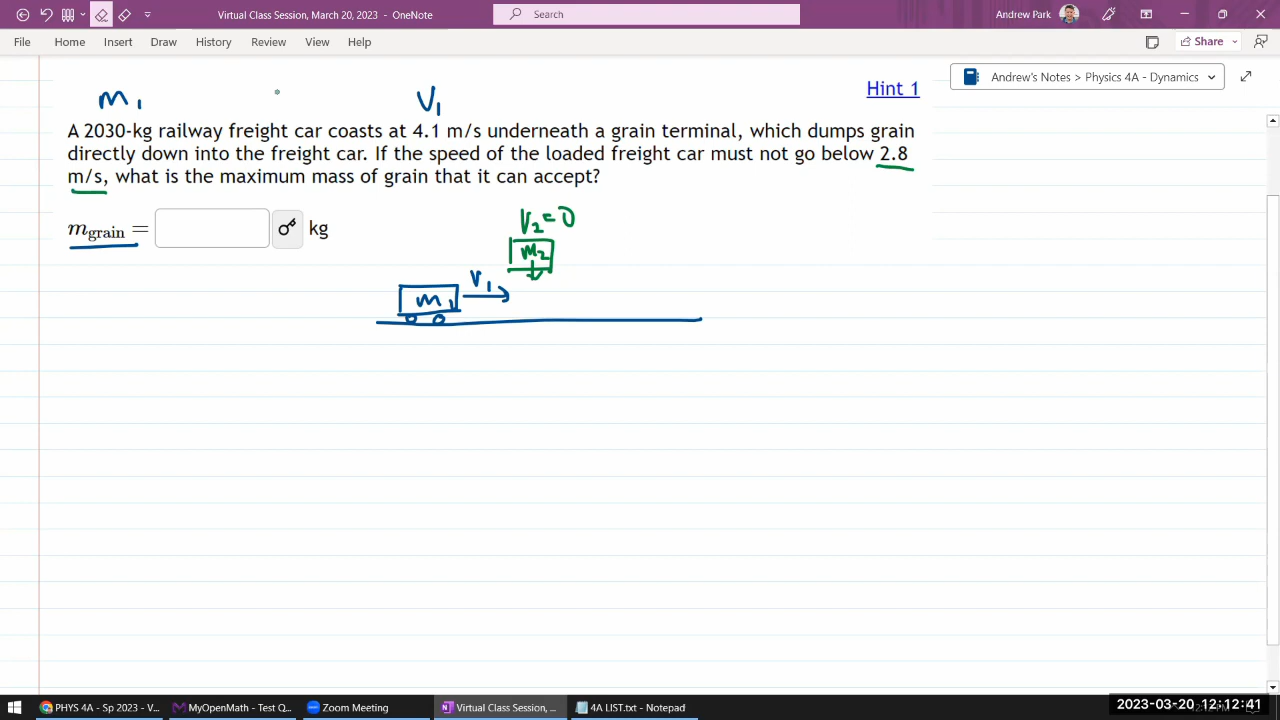 Virtual Class Session, March 20, 2023 - OneNote
Search
Andrew Park
File Home Insert Draw History Review View Help
Share
Andrew's Notes > Physics 4A - Dynamics
Hint 1
m1 V1
A 2030-kg railway freight car coasts at 4.1 m/s underneath a grain terminal, which dumps grain
directly down into the freight car. If the speed of the loaded freight car must not go below 2.8
m/s, what is the maximum mass of grain that it can accept?
V2 = 0
mgrain = kg
m2
V1
m1
PHYS 4A - Sp 2023 - V...
MyOpenMath - Test Q...
Zoom Meeting
Virtual Class Session, ...
4A LIST.txt - Notepad
2023-03-20 12:12:41